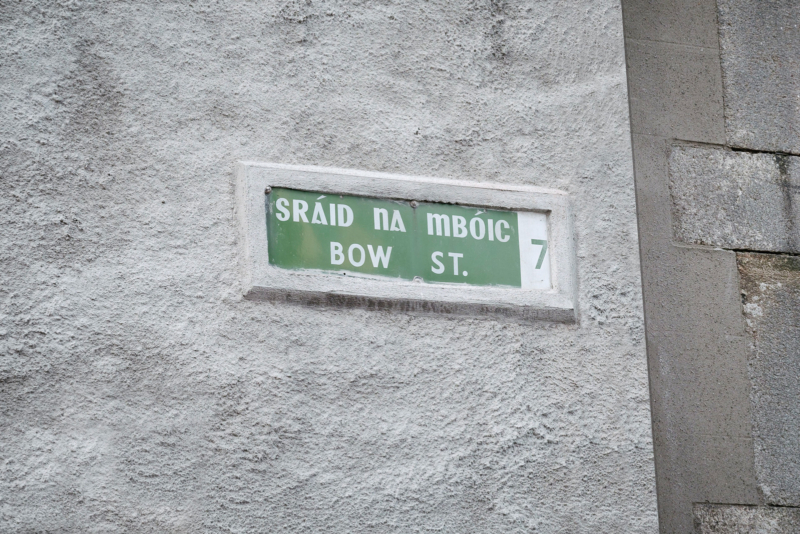 SRÁID NA MBÓIC 7
BOW ST.